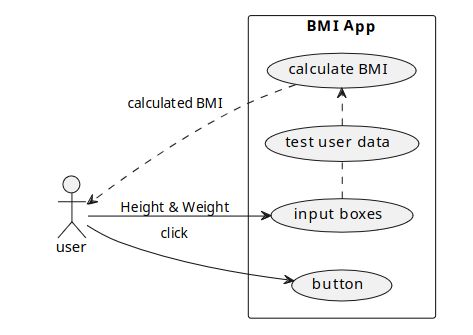 BMI App
calculate BMI
calculated BMI
test user data
Height & Weight
input boxes
click
user
button